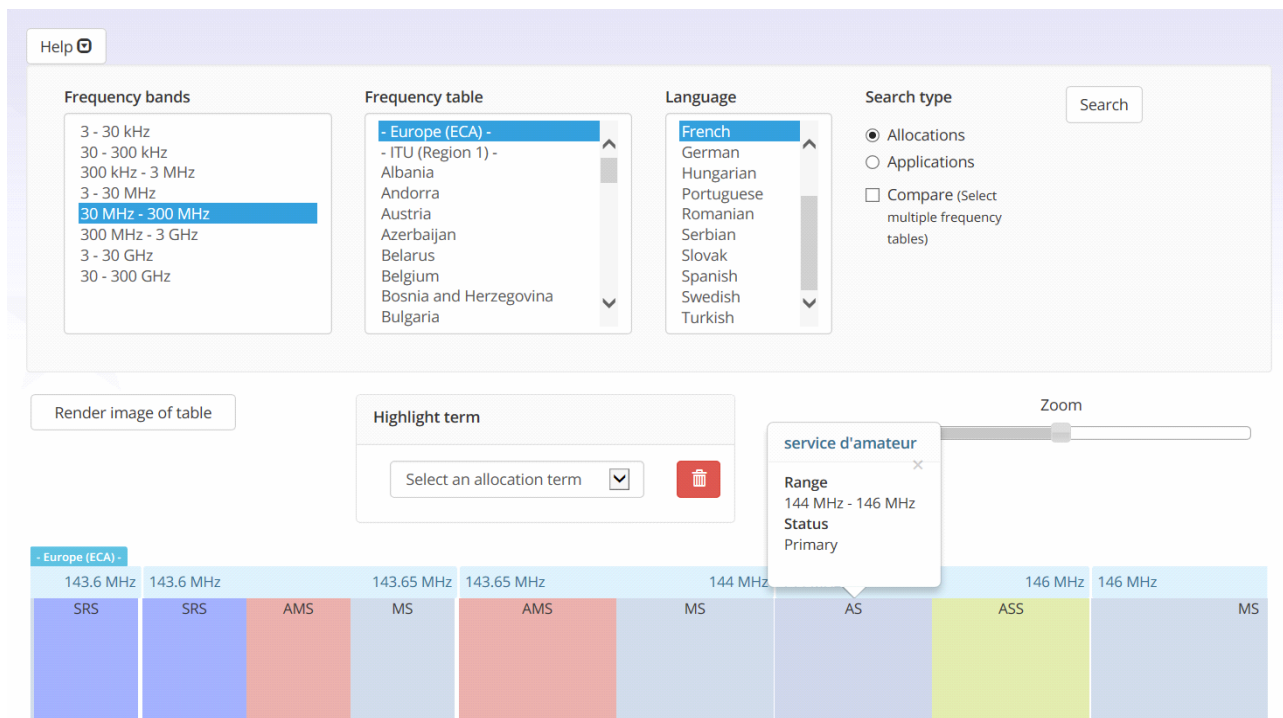 Help
Frequency bands
3 - 30 kHz
30 - 300 kHz
300 kHz - 3 MHz
3 - 30 MHz
30 MHz - 300 MHz
300 MHz - 3 GHz
3 - 30 GHz
30 - 300 GHz
Frequency table
- Europe (ECA) -
- ITU (Region 1) -
Albania
Andorra
Austria
Azerbaijan
Belarus
Belgium
Bosnia and Herzegovina
Bulgaria
Language
French
German
Hungarian
Portuguese
Romanian
Serbian
Slovak
Spanish
Swedish
Turkish
Search type
Allocations
Applications
Compare (Select
multiple frequency
tables)
Search
Render image of table
Highlight term
Select an allocation term
Zoom
service d'amateur
×
Range
144 MHz - 146 MHz
Status
Primary
- Europe (ECA) -
143.6 MHz 143.6 MHz 143.65 MHz 143.65 MHz 144 MHz 146 MHz 146 MHz
SRS SRS AMS MS AMS MS AS ASS MS